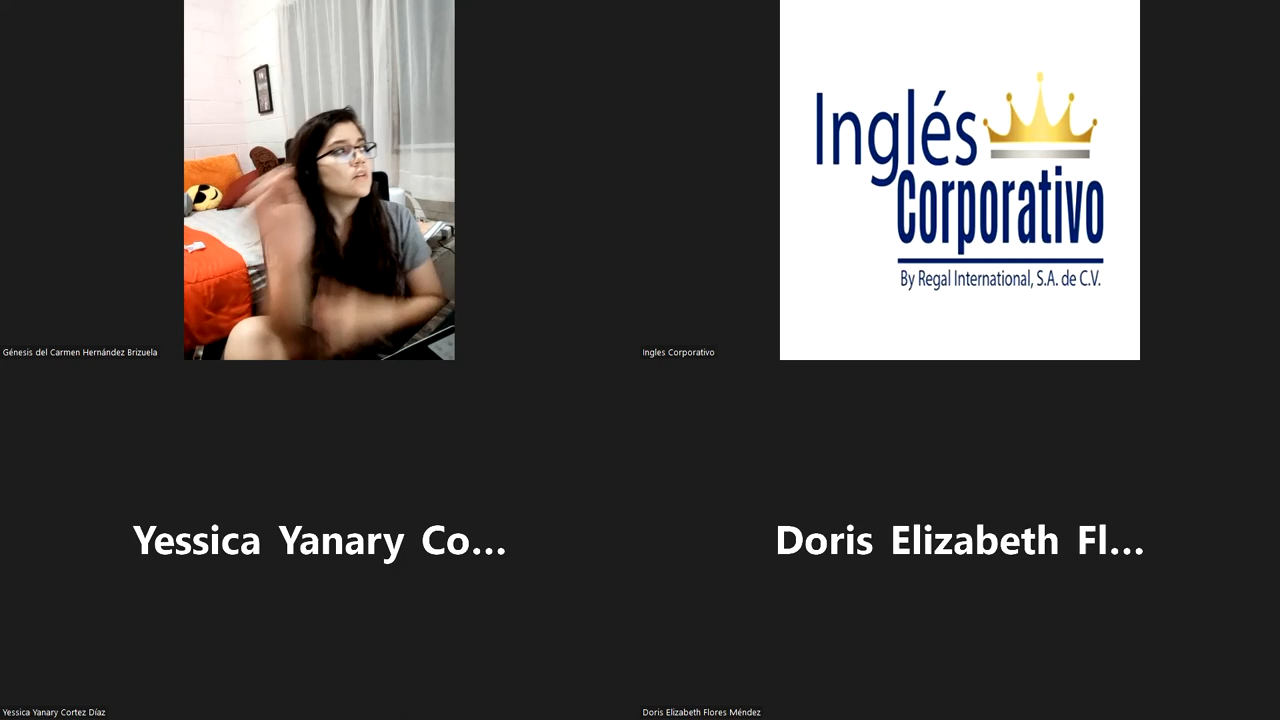 Inglés
Corporativo
By Regal International, S.A. de C.V.
Génesis del Carmen Hernández Brizuela
Ingles Corporativo
Yessica Yanary Co...
Doris Elizabeth Fl...
Yessica Yanary Cortez Díaz
Doris Elizabeth Flores Méndez